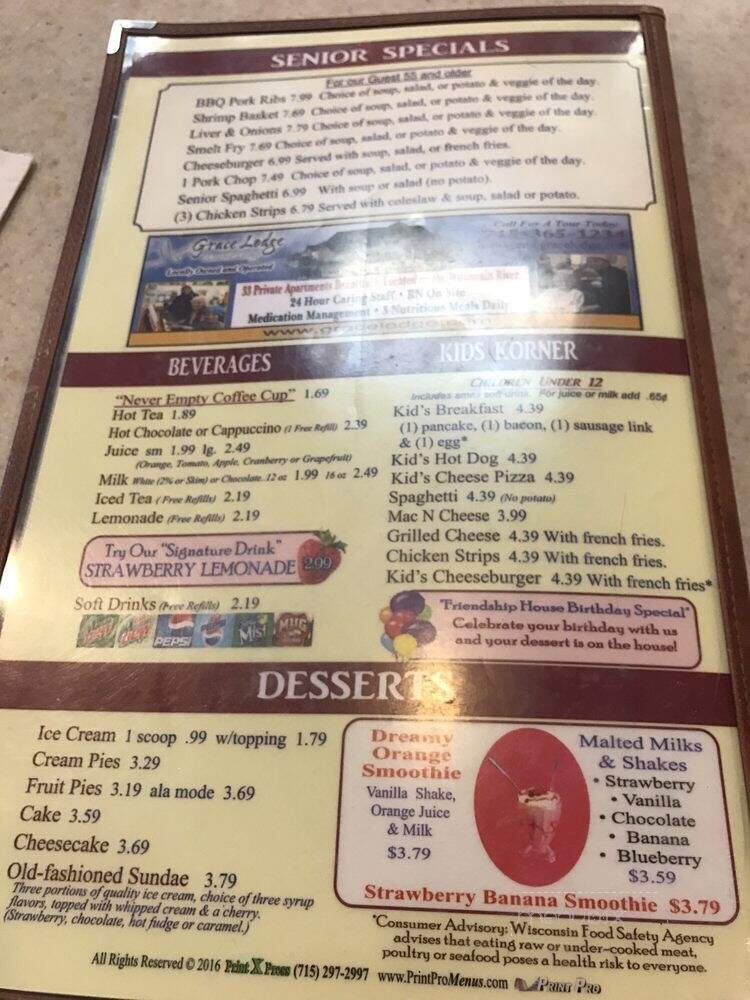 SENIOR SPECIALS
For our Guest 55 and older
BBQ Pork Ribs 7.99 Choice of soup, salad, or potato & veggie of the day.
Shrimp Basket 7.69 Choice of soup, salad, or potato & veggie of the day.
Liver & Onions 7.79 Choice of soup, salad, or potato & veggie of the day.
Smelt Fry 7.69 Choice of soup, salad, or potato & veggie of the day.
Cheeseburger 6.99 Served with soup, salad, or french fries.
1 Pork Chop 7.49 Choice of soup, salad, or potato & veggie of the day.
Senior Spaghetti 6.99 With soup or salad (no potato).
(3) Chicken Strips 6.79 Served with coleslaw & soup, salad or potato.
Call For A Tour Today
Grace Lodge
Locally Owned and Operated
33 Private Apartments Located Wisconsin River
24 Hour Caring Staff • RN On Site
Medication Management • 3 Nutritious Meals Daily
BEVERAGES
"Never Empty Coffee Cup" 1.69
Hot Tea 1.89
Hot Chocolate or Cappuccino (1 Free Refill) 2.39
Juice sm 1.99 lg. 2.49
(Orange, Tomato, Apple, Cranberry or Grapefruit)
Milk White (2% or Skim) or Chocolate. 12 oz 1.99 16 oz 2.49
Iced Tea (Free Refills) 2.19
Lemonade (Free Refills) 2.19
Try Our "Signature Drink"
STRAWBERRY LEMONADE 2.99
Soft Drinks (Free Refills) 2.19
PEPSI
Mist
MUG
KIDS KORNER
CHILDREN UNDER 12
Includes small soft drink. For juice or milk add .65¢
Kid's Breakfast 4.39
(1) pancake, (1) bacon, (1) sausage link
& (1) egg*
Kid's Hot Dog 4.39
Kid's Cheese Pizza 4.39
Spaghetti 4.39 (No potato)
Mac N Cheese 3.99
Grilled Cheese 4.39 With french fries.
Chicken Strips 4.39 With french fries.
Kid's Cheeseburger 4.39 With french fries*
"Friendship House Birthday Special"
Celebrate your birthday with us
and your dessert is on the house!
DESSERTS
Ice Cream 1 scoop .99 w/topping 1.79
Cream Pies 3.29
Fruit Pies 3.19 ala mode 3.69
Cake 3.59
Cheesecake 3.69
Old-fashioned Sundae 3.79
Three portions of quality ice cream, choice of three syrup
flavors, topped with whipped cream & a cherry.
(Strawberry, chocolate, hot fudge or caramel.)
Dreamy
Orange
Smoothie
Vanilla Shake,
Orange Juice
& Milk
$3.79
Malted Milks
& Shakes
• Strawberry
• Vanilla
• Chocolate
• Banana
• Blueberry
$3.59
Strawberry Banana Smoothie $3.79
*Consumer Advisory: Wisconsin Food Safety Agency
advises that eating raw or under-cooked meat,
poultry or seafood poses a health risk to everyone.
All Rights Reserved © 2016 Print X Press (715) 297-2997 www.PrintProMenus.com PRINT PRO